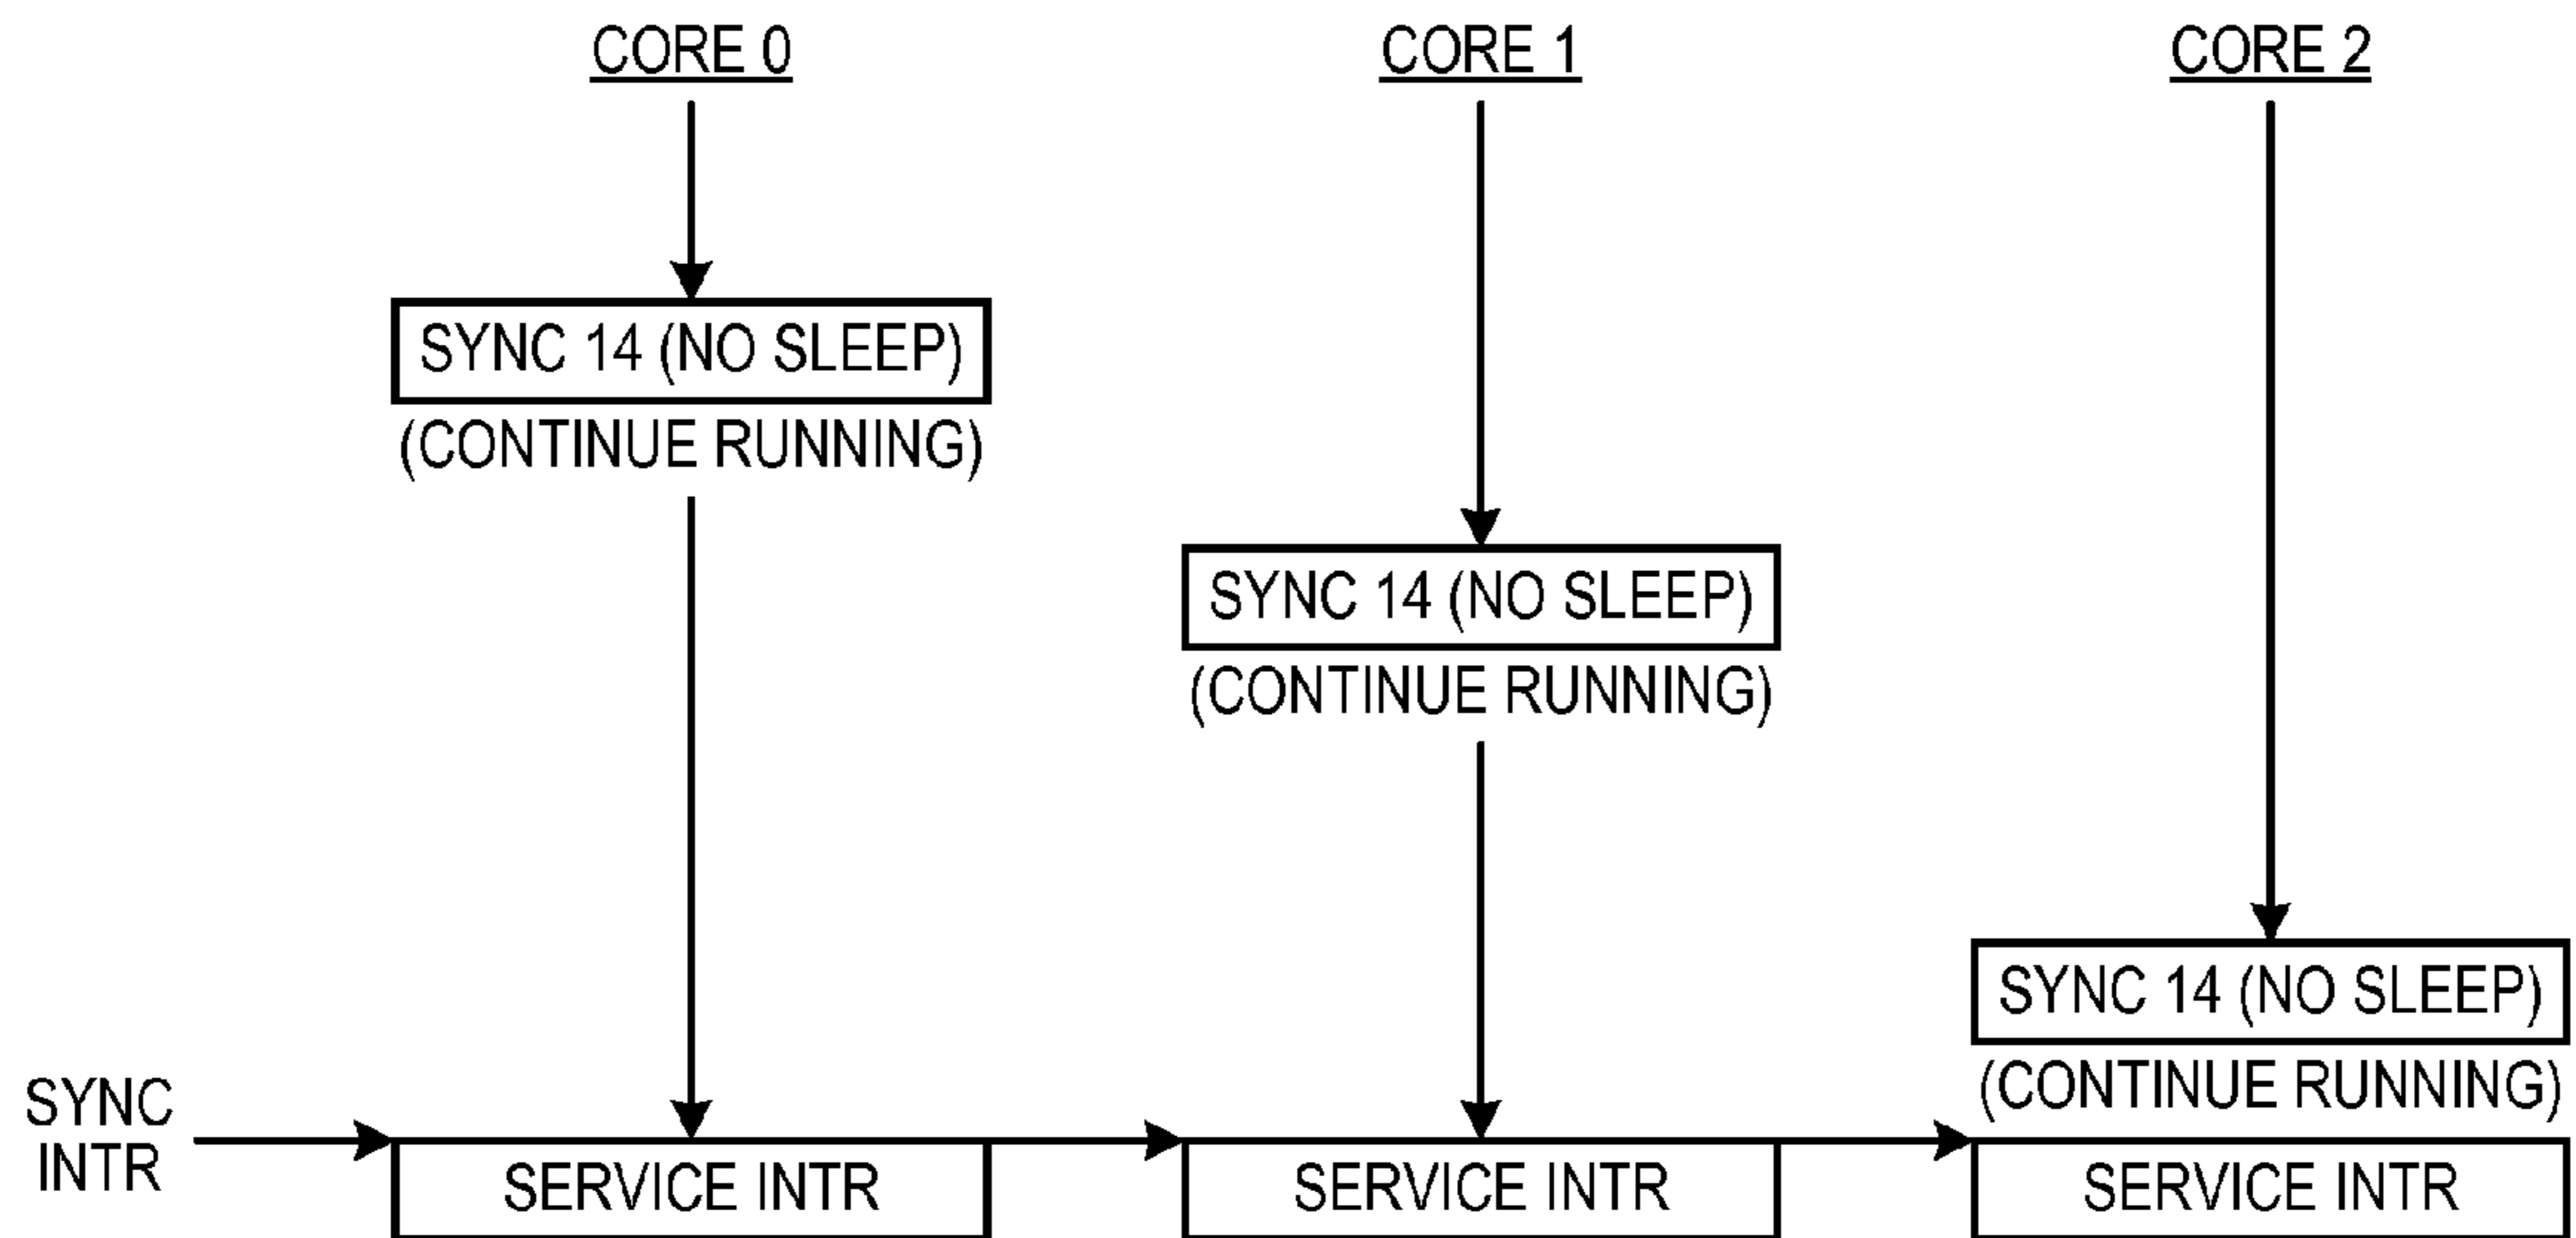 CORE 0
CORE 1
CORE 2
SYNC 14 (NO SLEEP)
(CONTINUE RUNNING)
SYNC 14 (NO SLEEP)
(CONTINUE RUNNING)
SYNC 14 (NO SLEEP)
(CONTINUE RUNNING)
SYNC
INTR
SERVICE INTR
SERVICE INTR
SERVICE INTR